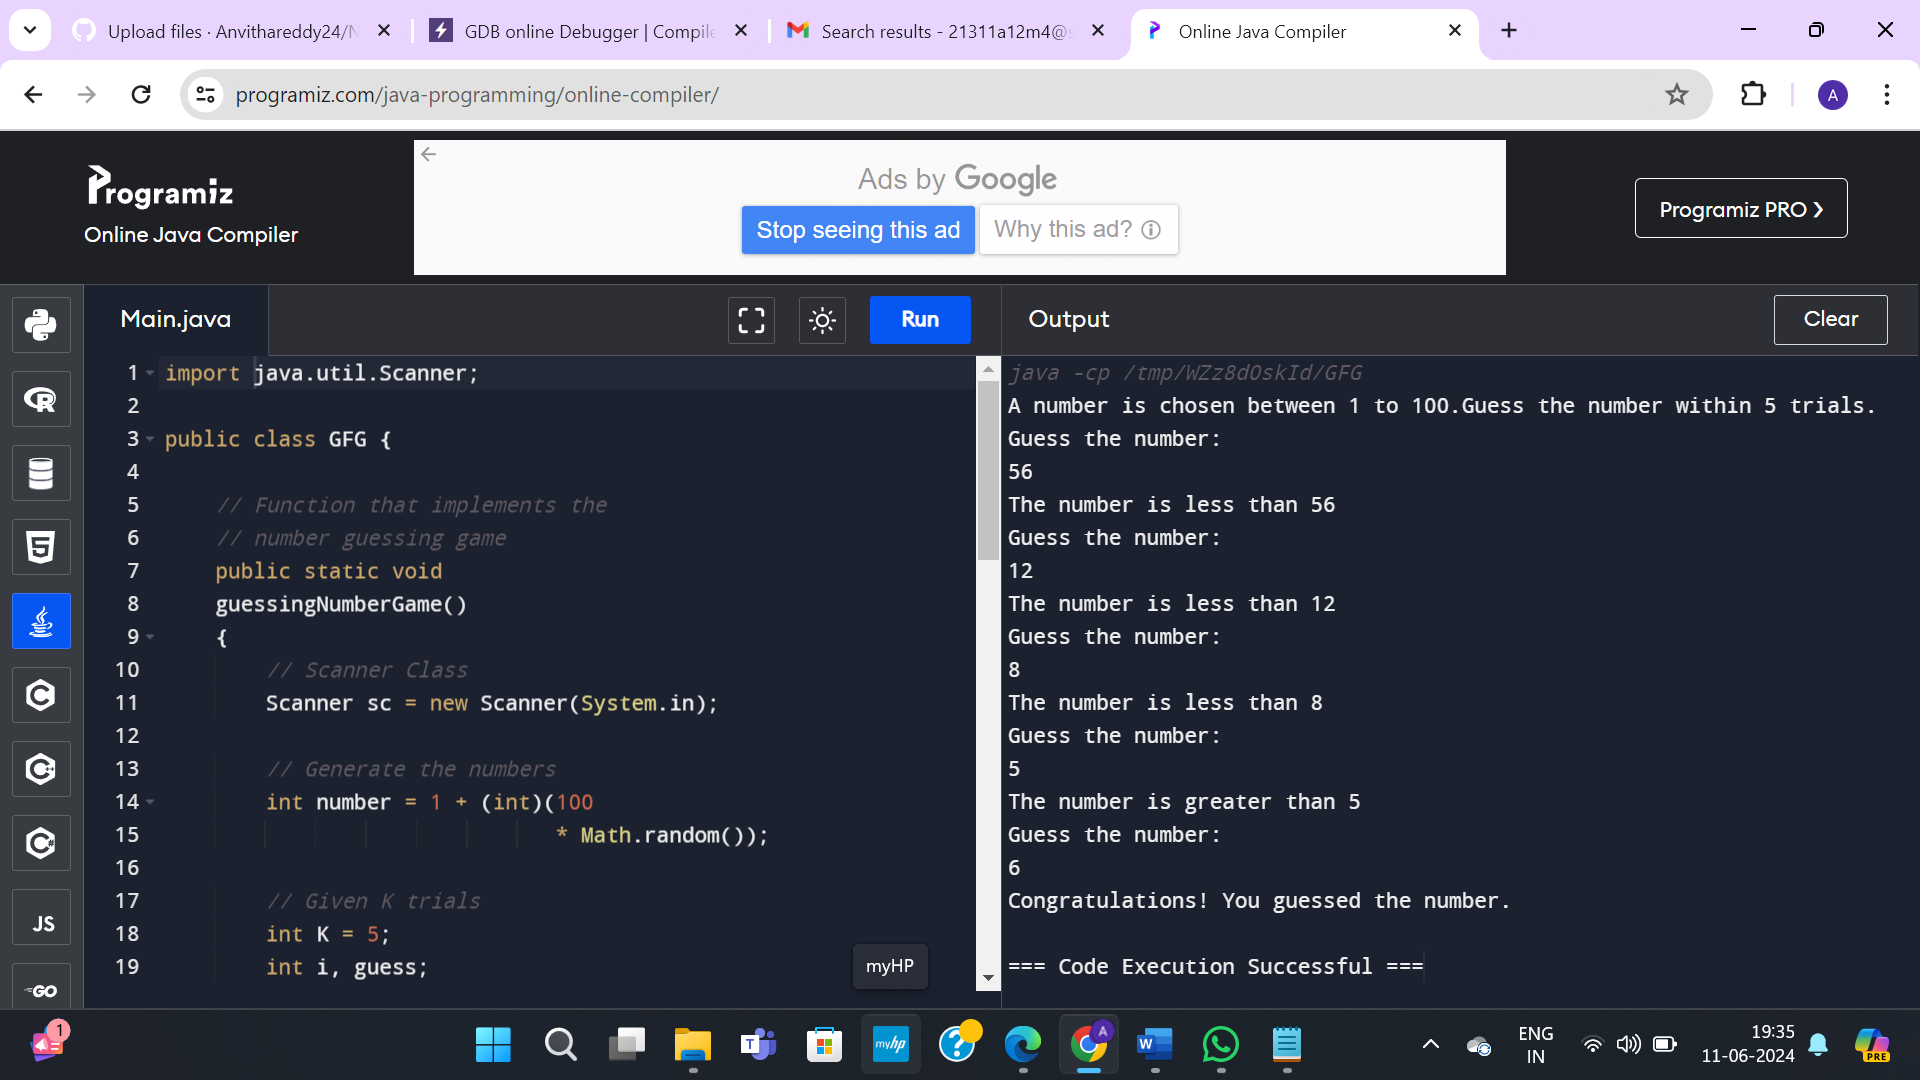 Upload files · Anvithareddy24/N
GDB online Debugger | Compile
Search results - 21311a12m4@s
Online Java Compiler
programiz.com/java-programming/online-compiler/
A
Programiz
Online Java Compiler
Ads by Google
Stop seeing this ad
Why this ad?
Programiz PRO ❯
Main.java
Run
Output
Clear
1 import java.util.Scanner;
2
3 public class GFG {
4
5 // Function that implements the
6 // number guessing game
7 public static void
8 guessingNumberGame()
9 {
10 // Scanner Class
11 Scanner sc = new Scanner(System.in);
12
13 // Generate the numbers
14 int number = 1 + (int)(100
15 * Math.random());
16
17 // Given K trials
18 int K = 5;
19 int i, guess;
java -cp /tmp/WZz8dOskId/GFG
A number is chosen between 1 to 100.Guess the number within 5 trials.
Guess the number:
56
The number is less than 56
Guess the number:
12
The number is less than 12
Guess the number:
8
The number is less than 8
Guess the number:
5
The number is greater than 5
Guess the number:
6
Congratulations! You guessed the number.
=== Code Execution Successful ===
JS
GO
myHP
1
myhp
A
ENG
IN
19:35
11-06-2024
PRE